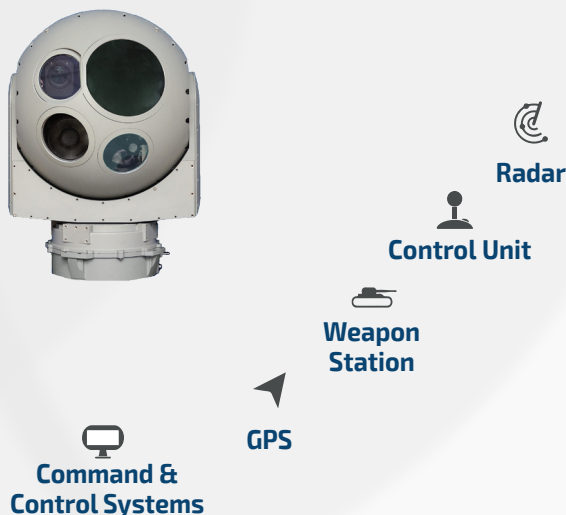 Radar
Control Unit
Weapon
Station
GPS
Command &
Control Systems